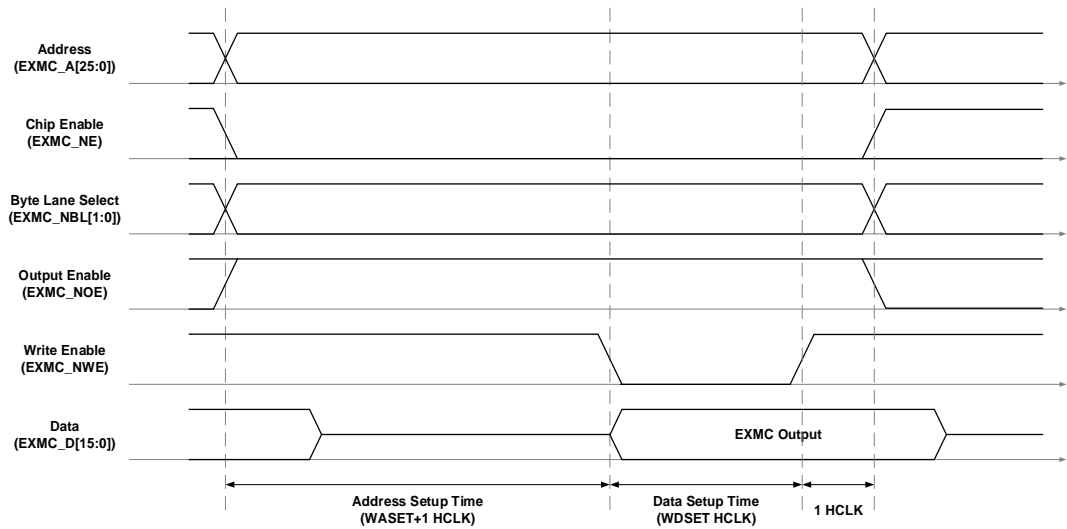 Address
(EXMC_A[25:0])
Chip Enable
(EXMC_NE)
Byte Lane Select
(EXMC_NBL[1:0])
Output Enable
(EXMC_NOE)
Write Enable
(EXMC_NWE)
Data
(EXMC_D[15:0])
EXMC Output
Address Setup Time
(WASET+1 HCLK)
Data Setup Time
(WDSET HCLK)
1 HCLK